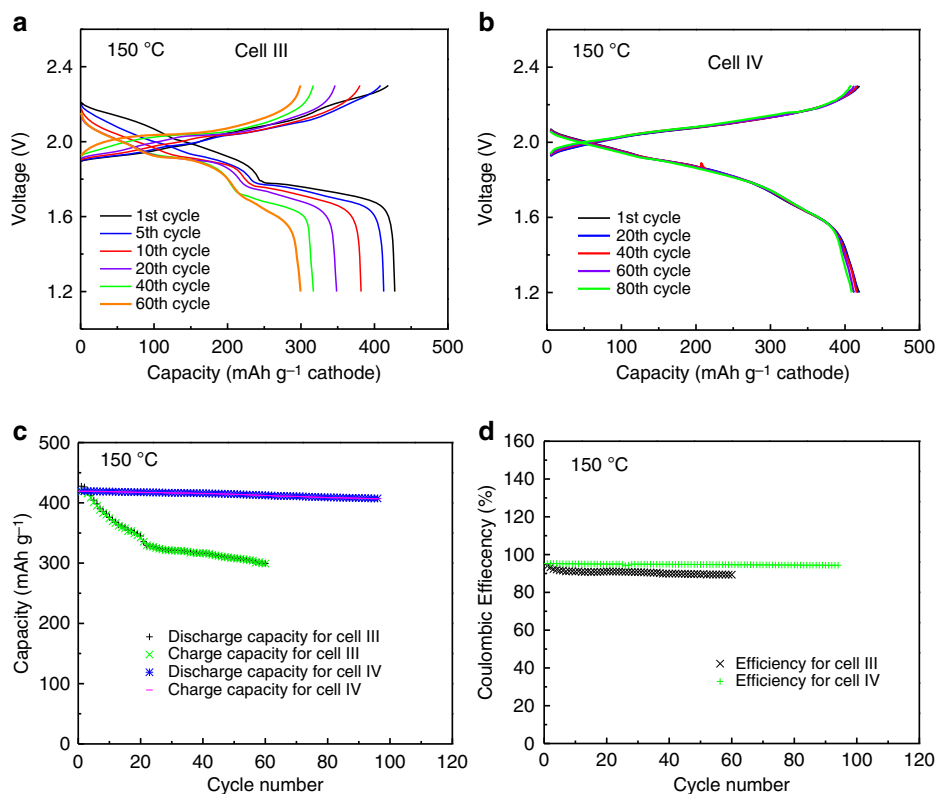 a
150 °C
Cell III
2.4
2.0
1.6
1.2
Voltage (V)
1st cycle
5th cycle
10th cycle
20th cycle
40th cycle
60th cycle
0 100 200 300 400 500
Capacity (mAh g⁻¹ cathode)
b
150 °C
Cell IV
2.4
2.0
1.6
1.2
Voltage (V)
1st cycle
20th cycle
40th cycle
60th cycle
80th cycle
0 100 200 300 400 500
Capacity (mAh g⁻¹ cathode)
c
150 °C
500
400
300
200
100
0
Capacity (mAh g⁻¹)
Discharge capacity for cell III
Charge capacity for cell III
Discharge capacity for cell IV
Charge capacity for cell IV
0 20 40 60 80 100 120
Cycle number
d
150 °C
160
140
120
100
80
60
40
20
0
Coulombic Effiecency (%)
Efficiency for cell III
Efficiency for cell IV
0 20 40 60 80 100 120
Cycle number